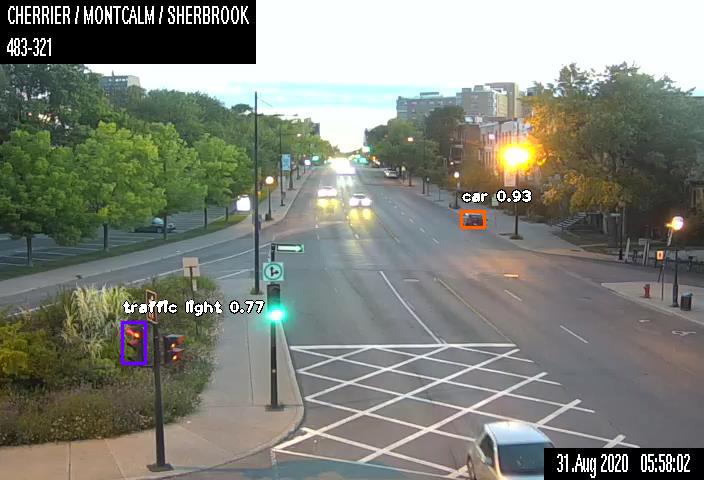 CHERRIER / MONTCALM / SHERBROOK
483-321
car 0.93
traffic light 0.77
31.Aug 2020 05:58:02